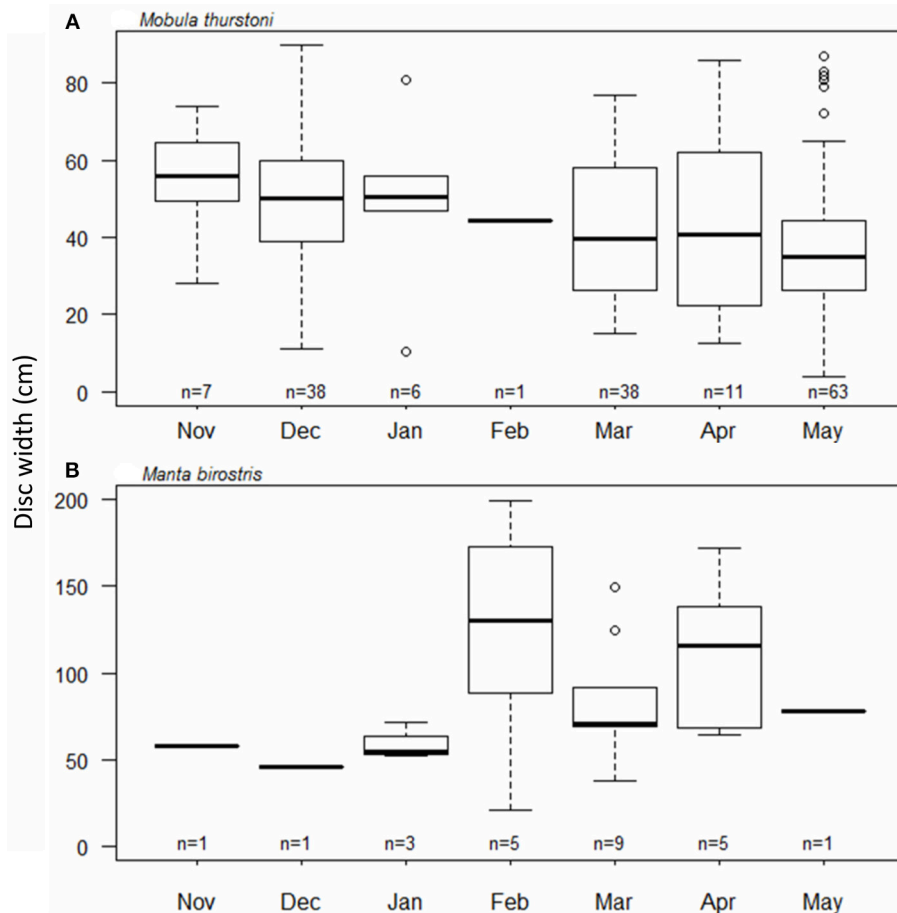 A Mobula thurstoni
80
60
40
20
0
n=7 n=38 n=6 n=1 n=38 n=11 n=63
Nov Dec Jan Feb Mar Apr May
Disc width (cm)
B Manta birostris
200
150
100
50
0
n=1 n=1 n=3 n=5 n=9 n=5 n=1
Nov Dec Jan Feb Mar Apr May